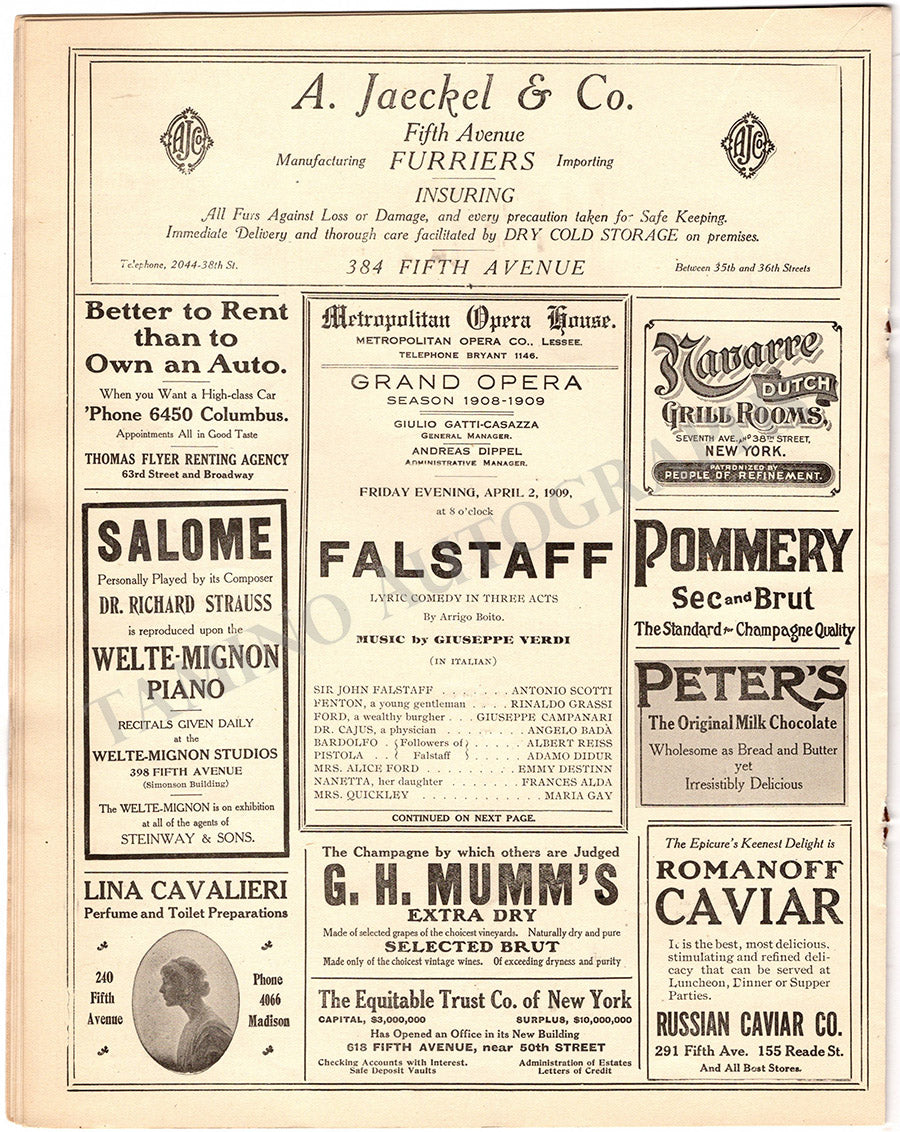 A. Jaeckel & Co.
AJCo
AJCo
Fifth Avenue
Manufacturing FURRIERS Importing
INSURING
All Furs Against Loss or Damage, and every precaution taken for Safe Keeping.
Immediate Delivery and thorough care facilitated by DRY COLD STORAGE on premises.
Telephone, 2044-38th St. 384 FIFTH AVENUE Between 35th and 36th Streets
Better to Rent
than to
Own an Auto.
When you Want a High-class Car
'Phone 6450 Columbus.
Appointments All in Good Taste
THOMAS FLYER RENTING AGENCY
63rd Street and Broadway
SALOME
Personally Played by its Composer
DR. RICHARD STRAUSS
is reproduced upon the
WELTE-MIGNON
PIANO
RECITALS GIVEN DAILY
at the
WELTE-MIGNON STUDIOS
398 FIFTH AVENUE
(Simonson Building)
The WELTE-MIGNON is on exhibition
at all of the agents of
STEINWAY & SONS.
LINA CAVALIERI
Perfume and Toilet Preparations
240
Fifth
Avenue
Phone
4066
Madison
Metropolitan Opera House.
METROPOLITAN OPERA CO., LESSEE.
TELEPHONE BRYANT 1146.
GRAND OPERA
SEASON 1908-1909
GIULIO GATTI-CASAZZA
GENERAL MANAGER.
ANDREAS DIPPEL
ADMINISTRATIVE MANAGER.
FRIDAY EVENING, APRIL 2, 1909,
at 8 o'clock
FALSTAFF
LYRIC COMEDY IN THREE ACTS
By Arrigo Boito.
MUSIC by GIUSEPPE VERDI
(IN ITALIAN)
SIR JOHN FALSTAFF . . . . . . . ANTONIO SCOTTI
FENTON, a young gentleman . . . . RINALDO GRASSI
FORD, a wealthy burgher . . . GIUSEPPE CAMPANARI
DR. CAJUS, a physician . . . . . . ANGELO BADÀ
BARDOLFO . {Followers of} . . . . . ALBERT REISS
PISTOLA . . { Falstaff } . . . . . ADAMO DIDUR
MRS. ALICE FORD . . . . . . . . EMMY DESTINN
NANETTA, her daughter . . . . . . FRANCES ALDA
MRS. QUICKLEY . . . . . . . . . . MARIA GAY
CONTINUED ON NEXT PAGE.
The Champagne by which others are Judged
G. H. MUMM'S
EXTRA DRY
Made of selected grapes of the choicest vineyards. Naturally dry and pure
SELECTED BRUT
Made only of the choicest vintage wines. Of exceeding dryness and purity
The Equitable Trust Co. of New York
CAPITAL, $3,000,000 SURPLUS, $10,000,000
Has Opened an Office in its New Building
618 FIFTH AVENUE, near 50th STREET
Checking Accounts with Interest. Administration of Estates
Safe Deposit Vaults Letters of Credit
Navarre
DUTCH
GRILL ROOMS,
SEVENTH AVE. AND 38TH STREET,
NEW YORK.
PATRONIZED BY
PEOPLE OF REFINEMENT.
POMMERY
Sec and Brut
The Standard for Champagne Quality
PETER'S
The Original Milk Chocolate
Wholesome as Bread and Butter
yet
Irresistibly Delicious
The Epicure's Keenest Delight is
ROMANOFF
CAVIAR
It is the best, most delicious.
stimulating and refined deli-
cacy that can be served at
Luncheon, Dinner or Supper
Parties.
RUSSIAN CAVIAR CO.
291 Fifth Ave. 155 Reade St.
And All Best Stores.
TAMINO AUTOGRAPHS